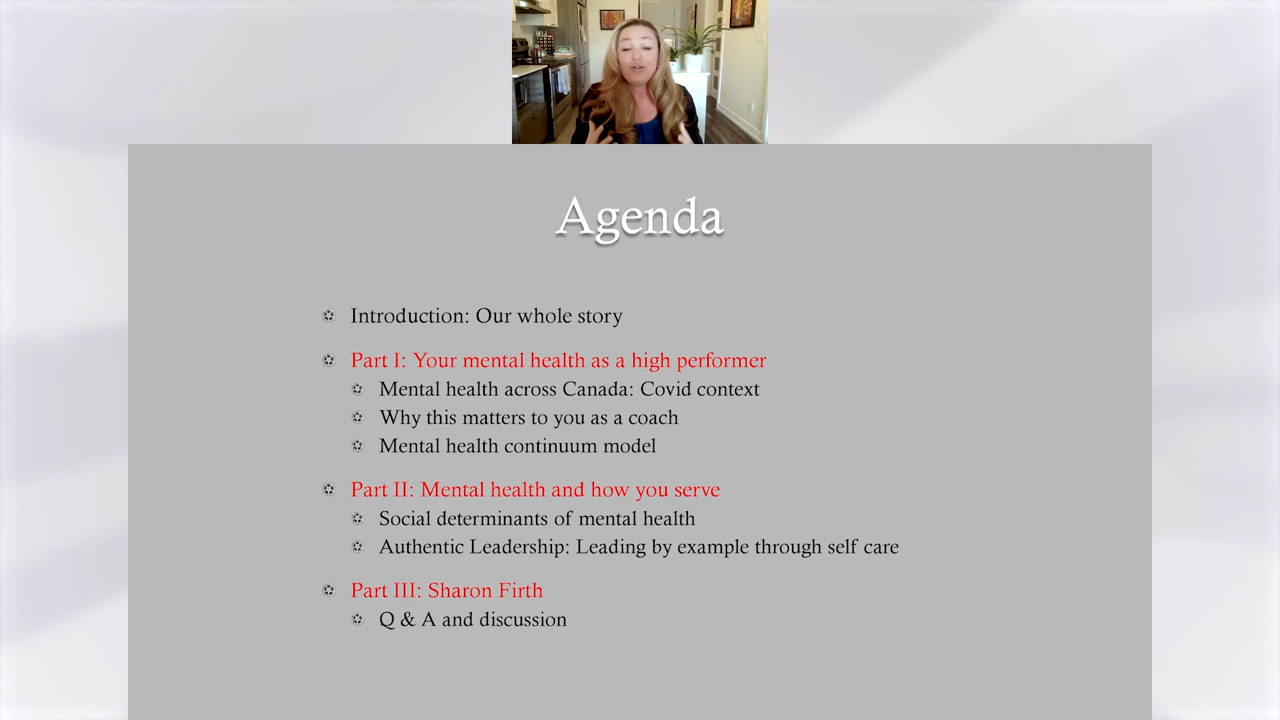 Agenda
Introduction: Our whole story
Part I: Your mental health as a high performer
Mental health across Canada: Covid context
Why this matters to you as a coach
Mental health continuum model
Part II: Mental health and how you serve
Social determinants of mental health
Authentic Leadership: Leading by example through self care
Part III: Sharon Firth
Q & A and discussion